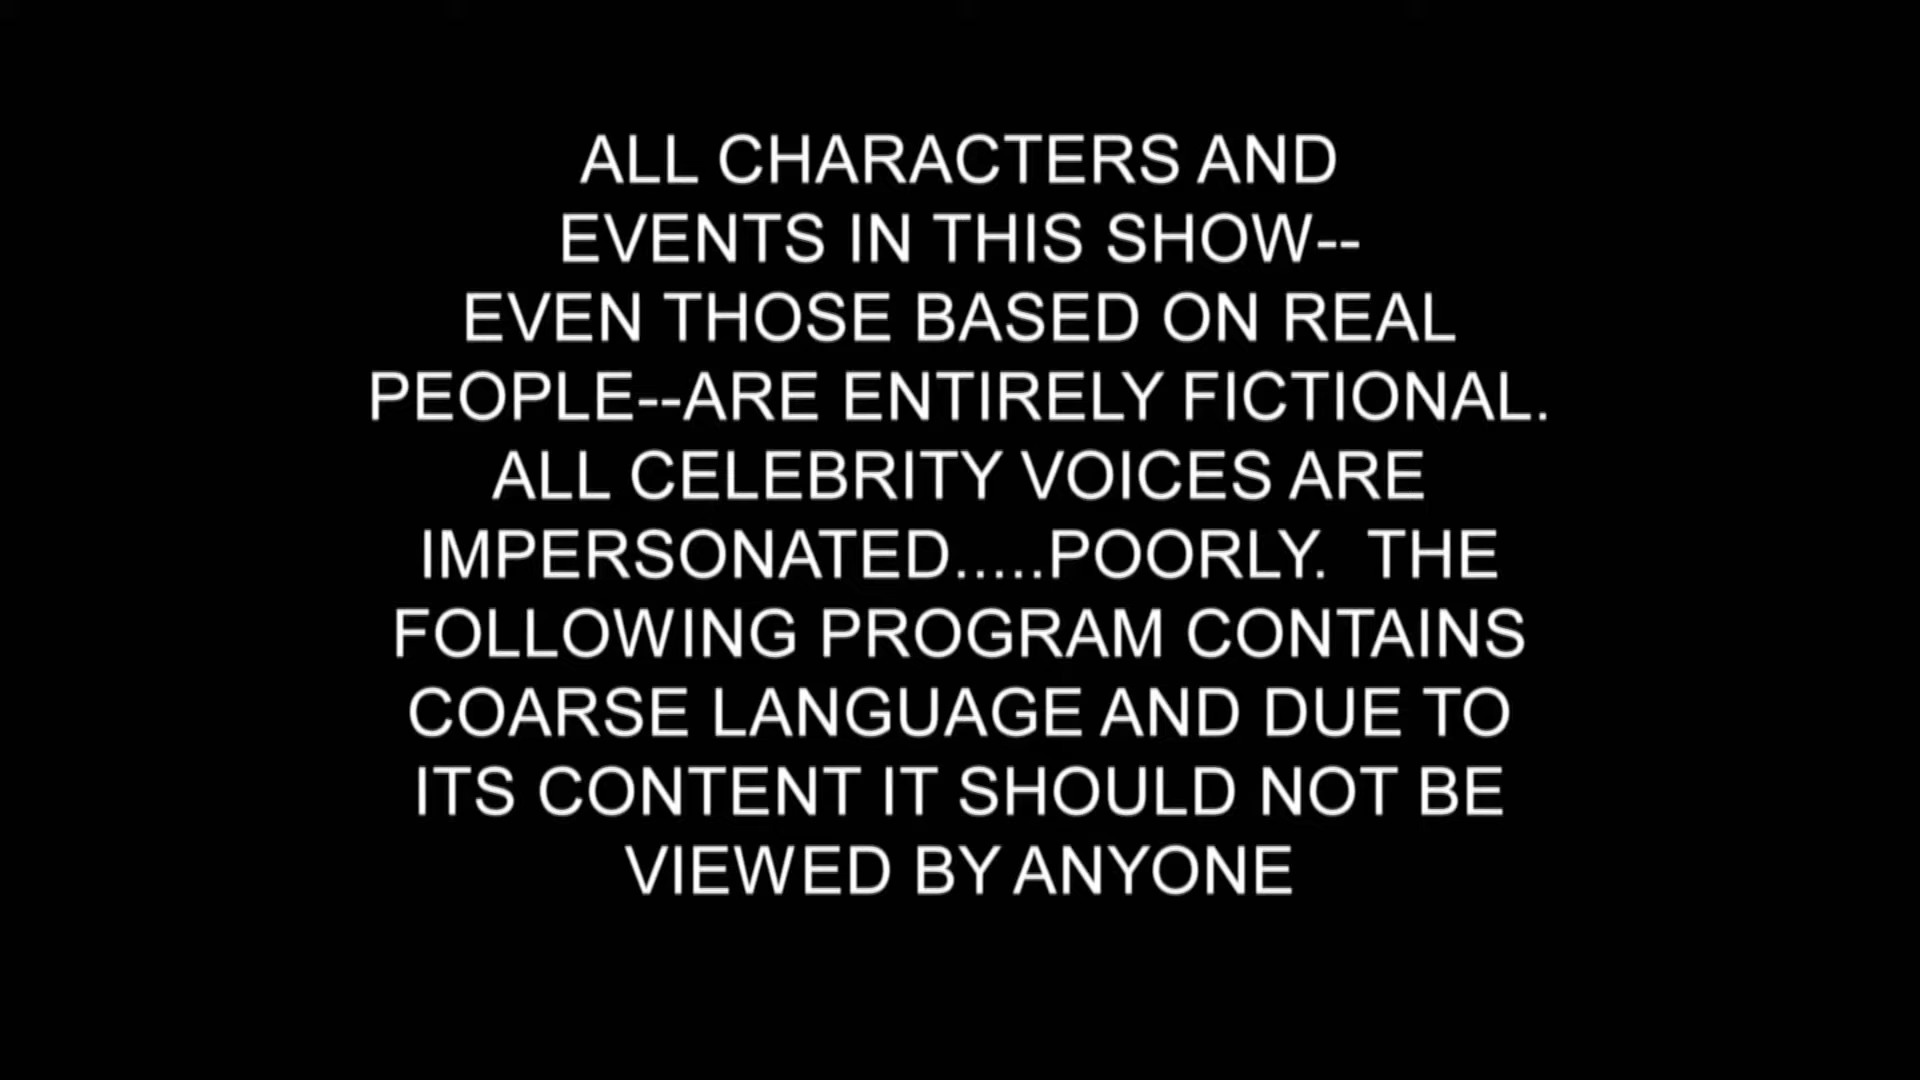 ALL CHARACTERS AND
EVENTS IN THIS SHOW--
EVEN THOSE BASED ON REAL
PEOPLE--ARE ENTIRELY FICTIONAL.
ALL CELEBRITY VOICES ARE
IMPERSONATED.....POORLY.  THE
FOLLOWING PROGRAM CONTAINS
COARSE LANGUAGE AND DUE TO
ITS CONTENT IT SHOULD NOT BE
VIEWED BY ANYONE